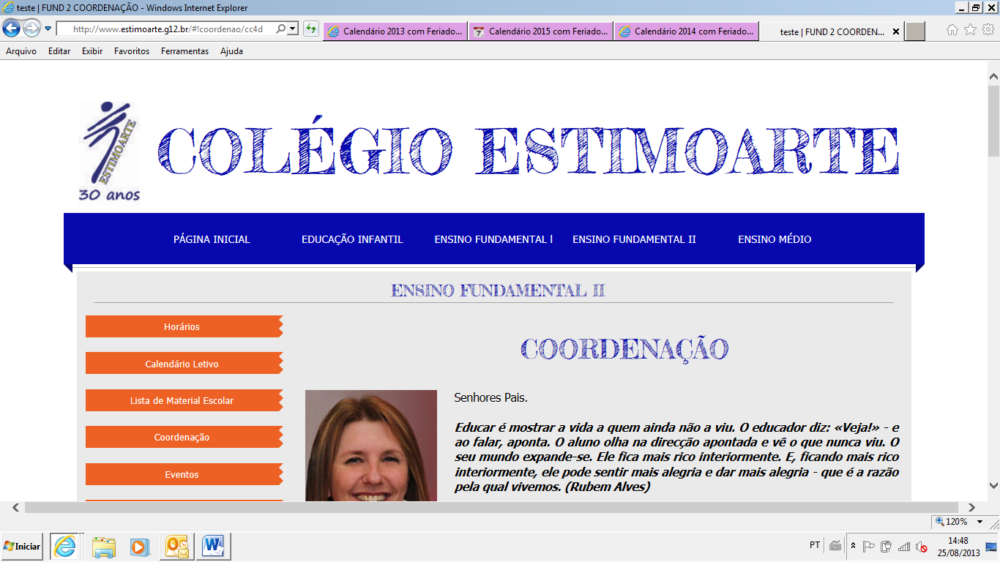 teste | FUND 2 COORDENAÇÃO - Windows Internet Explorer
http://www.estimoarte.g12.br/#!coordenao/cc4d
Calendário 2013 com Feriado...
Calendário 2015 com Feriado...
Calendário 2014 com Feriado...
teste | FUND 2 COORDEN...
Arquivo Editar Exibir Favoritos Ferramentas Ajuda
ESTIMOARTE
30 anos
COLÉGIO ESTIMOARTE
PÁGINA INICIAL EDUCAÇÃO INFANTIL ENSINO FUNDAMENTAL l ENSINO FUNDAMENTAL II ENSINO MÉDIO
ENSINO FUNDAMENTAL II
Horários
Calendário Letivo
Lista de Material Escolar
Coordenação
Eventos
COORDENAÇÃO
Senhores Pais.
Educar é mostrar a vida a quem ainda não a viu. O educador diz: «Veja!» - e
ao falar, aponta. O aluno olha na direcção apontada e vê o que nunca viu. O
seu mundo expande-se. Ele fica mais rico interiormente. E, ficando mais rico
interiormente, ele pode sentir mais alegria e dar mais alegria - que é a razão
pela qual vivemos. (Rubem Alves)
120%
Iniciar
PT
14:48
25/08/2013